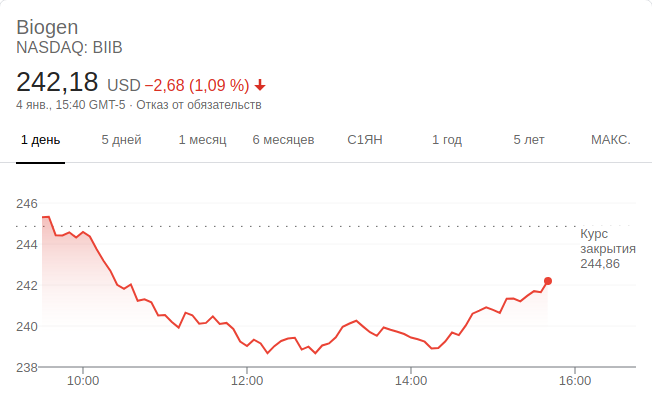 Biogen
NASDAQ: BIIB
242,18 USD −2,68 (1,09 %)
4 янв., 15:40 GMT-5 · Отказ от обязательств
1 день 5 дней 1 месяц 6 месяцев С1ЯН 1 год 5 лет МАКС.
246
Курс
244 закрытия
244,86
242
240
238
10:00 12:00 14:00 16:00